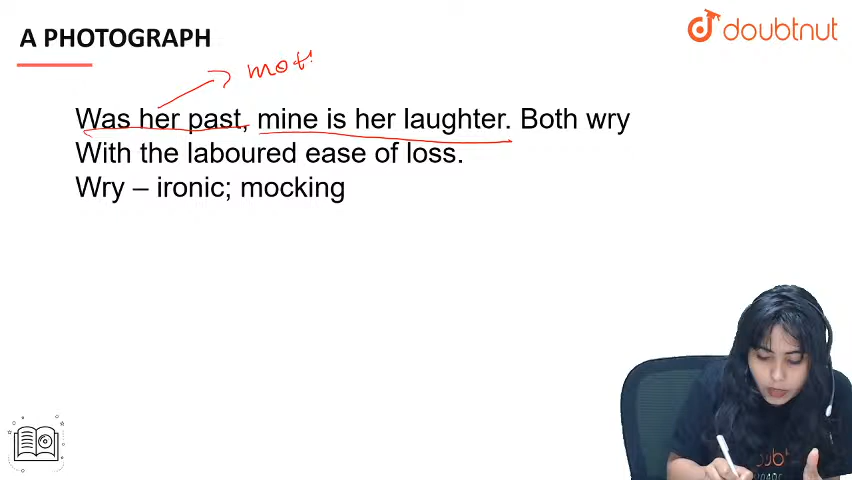 A PHOTOGRAPH
doubtnut
mot
Was her past, mine is her laughter. Both wry
With the laboured ease of loss.
Wry – ironic; mocking